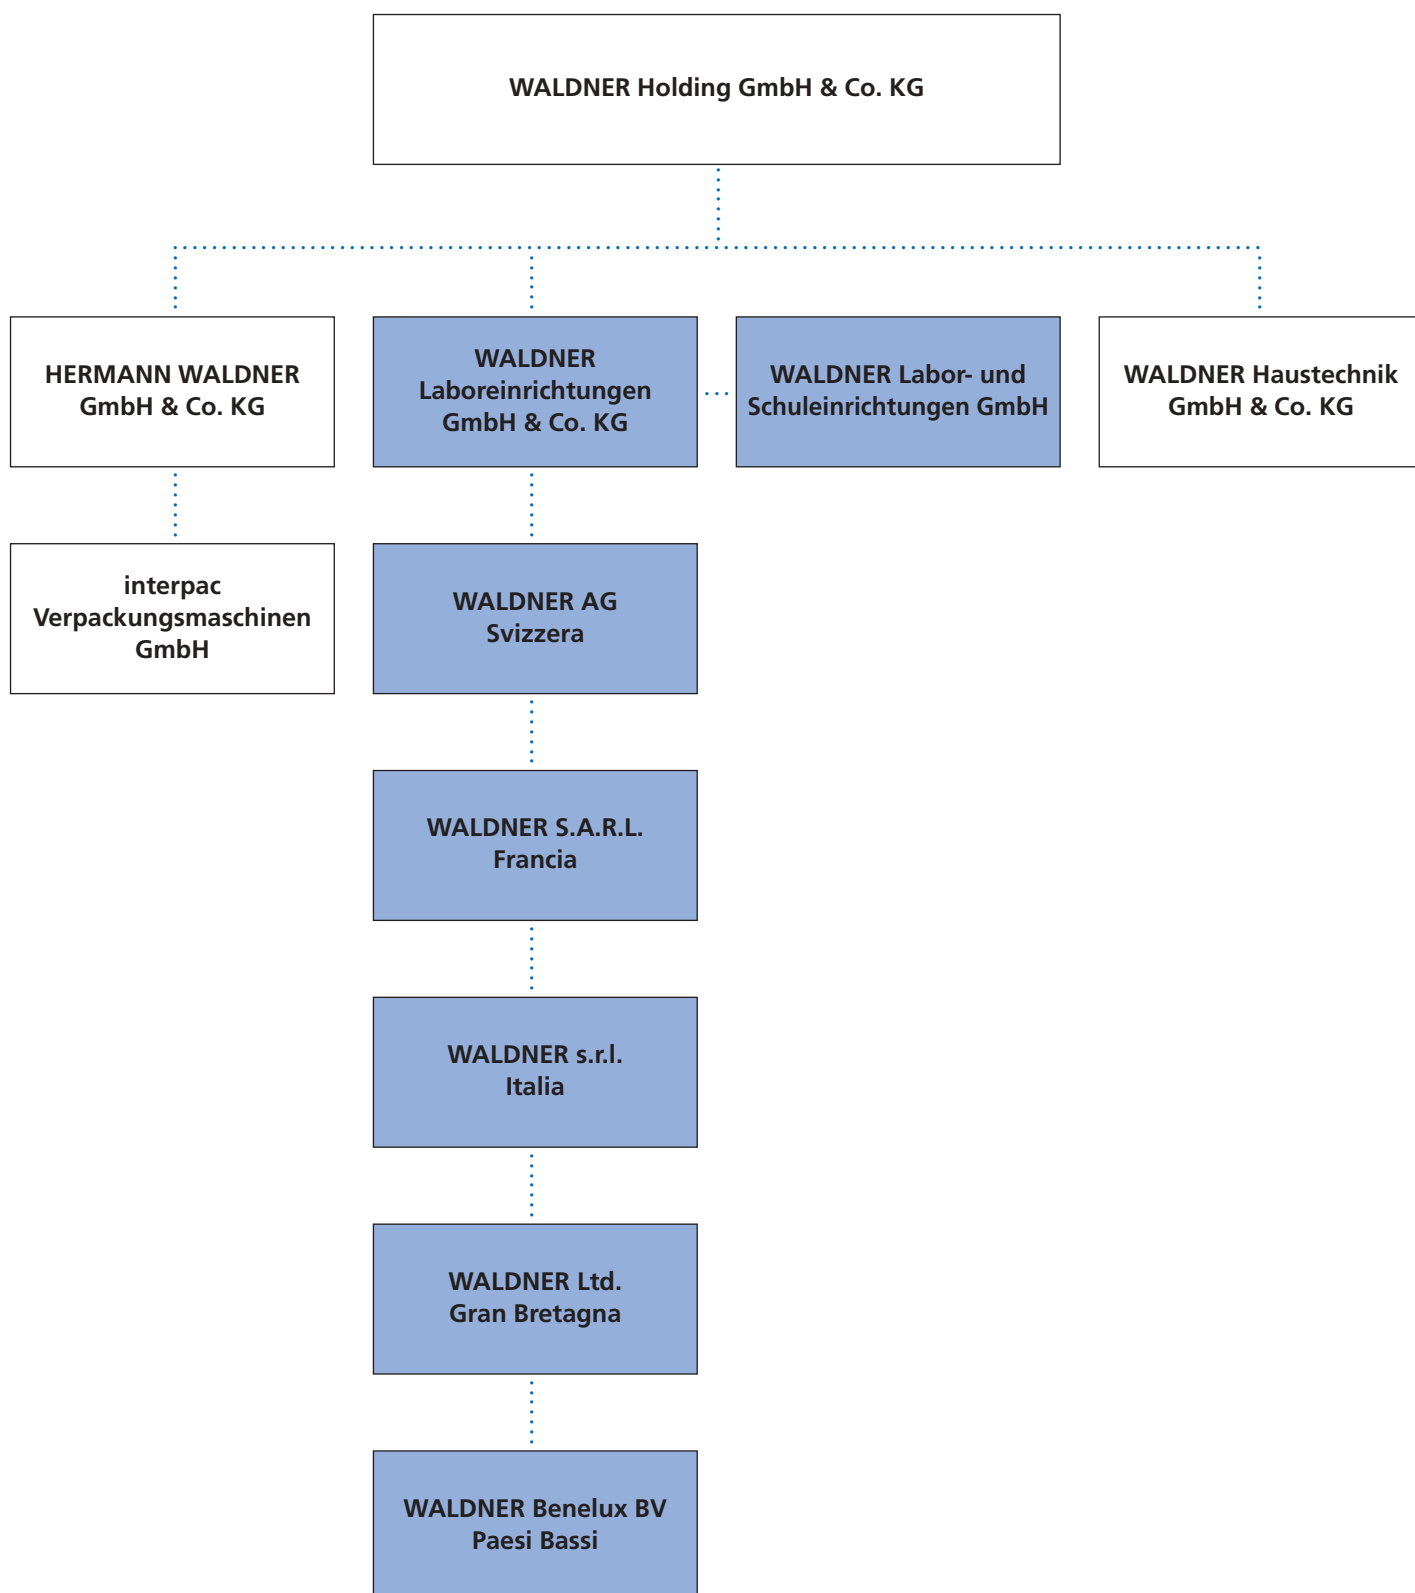 WALDNER Holding GmbH & Co. KG
HERMANN WALDNER
GmbH & Co. KG
WALDNER
Laboreinrichtungen
GmbH & Co. KG
WALDNER Labor- und
Schuleinrichtungen GmbH
WALDNER Haustechnik
GmbH & Co. KG
interpac
Verpackungsmaschinen
GmbH
WALDNER AG
Svizzera
WALDNER S.A.R.L.
Francia
WALDNER s.r.l.
Italia
WALDNER Ltd.
Gran Bretagna
WALDNER Benelux BV
Paesi Bassi